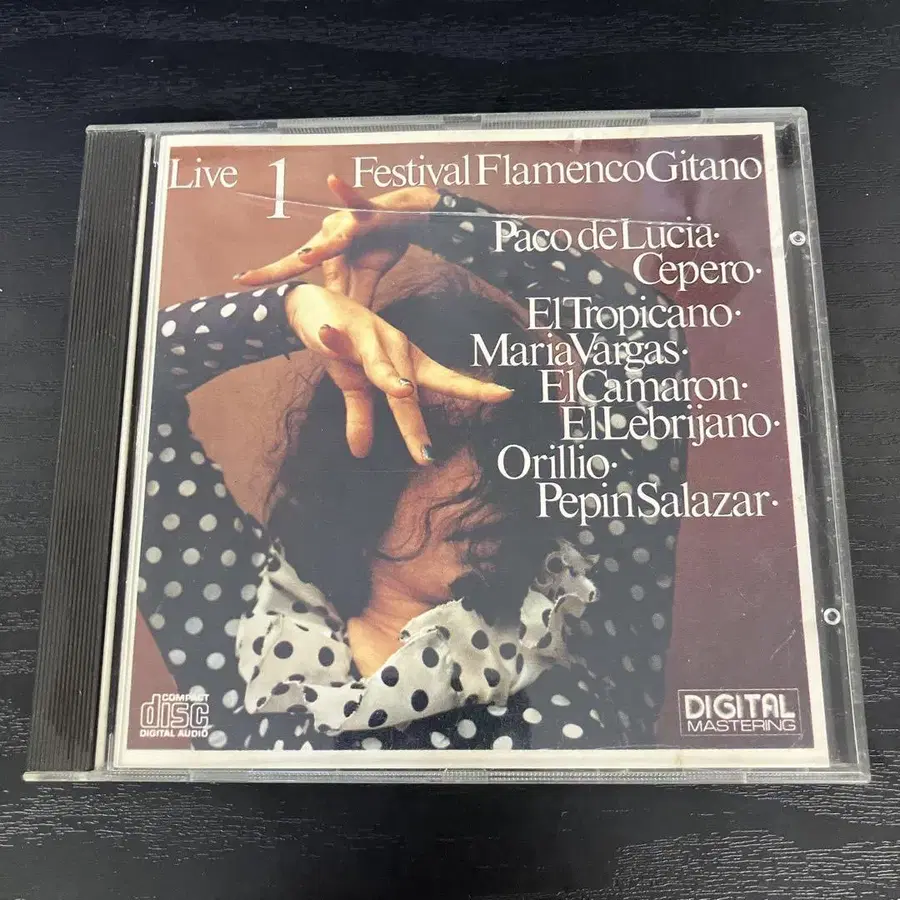 Live 1 Festival Flamenco Gitano
Paco de Lucia·
Cepero·
El Tropicano·
Maria Vargas·
El Camaron·
El Lebrijano·
Orillio·
Pepin Salazar·
COMPACT
disc
DIGITAL AUDIO
DIGITAL
MASTERING